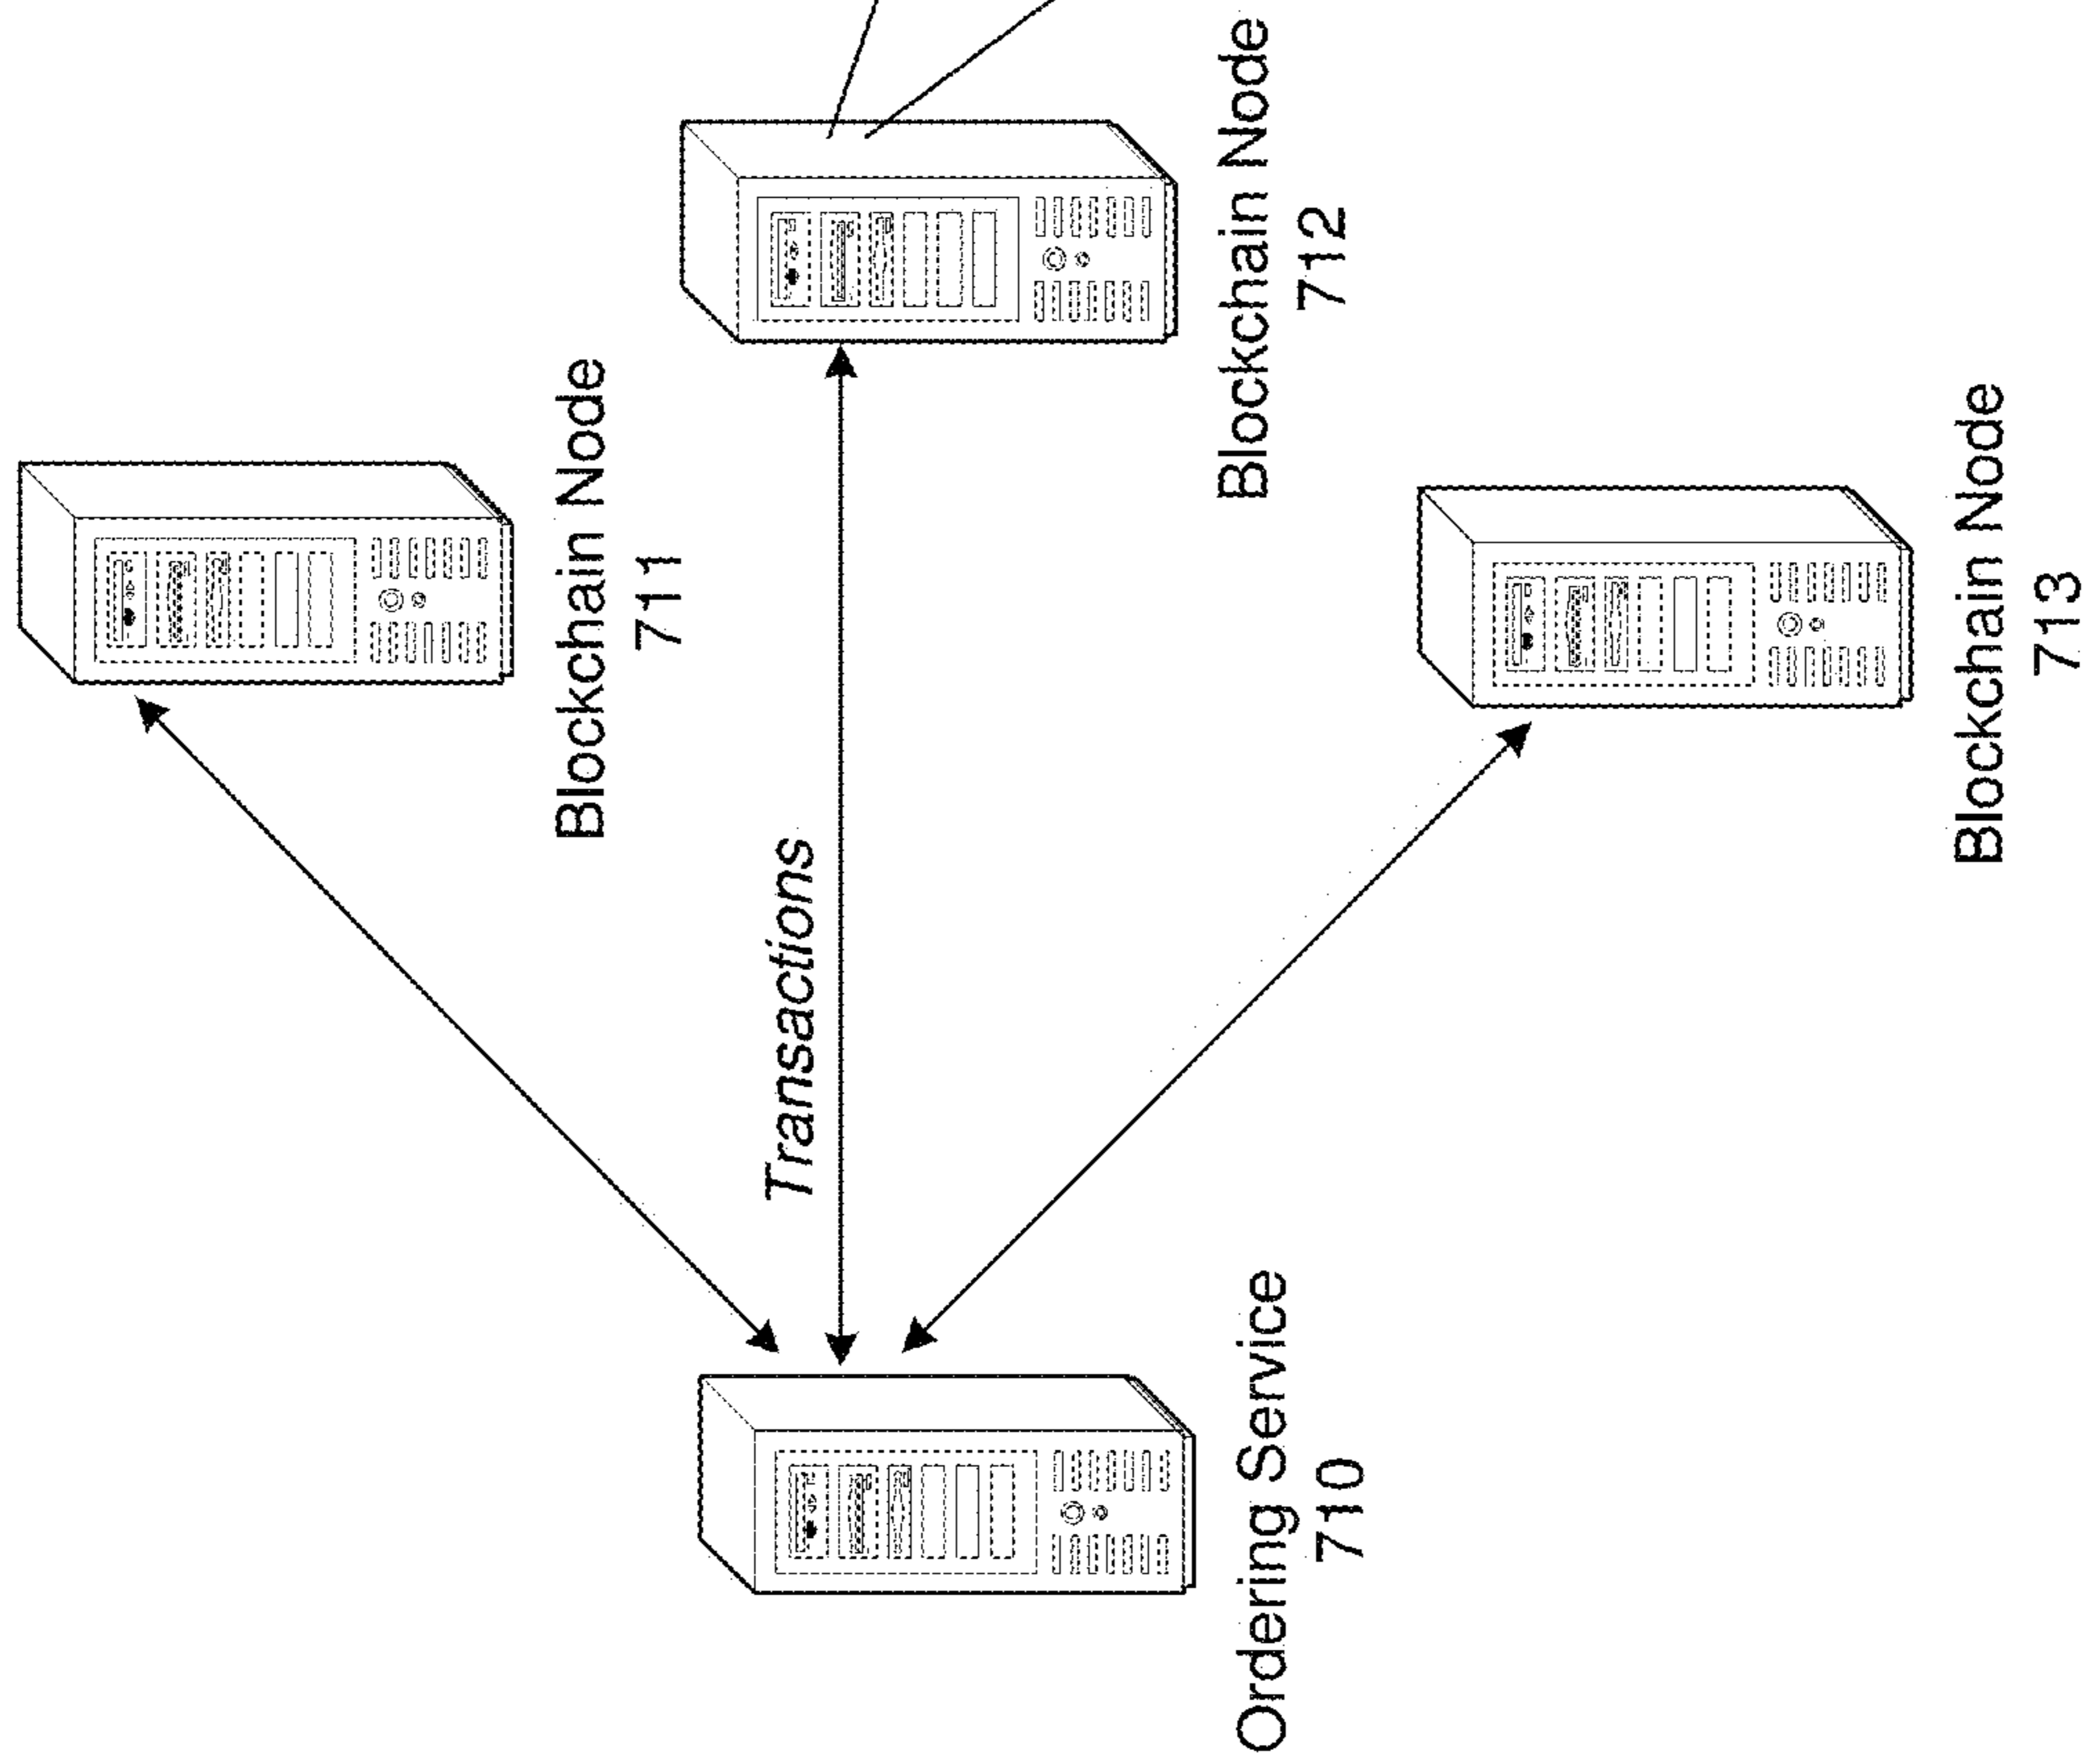 Blockchain Node
711
Transactions
Blockchain Node
712
Ordering Service
710
Blockchain Node
713